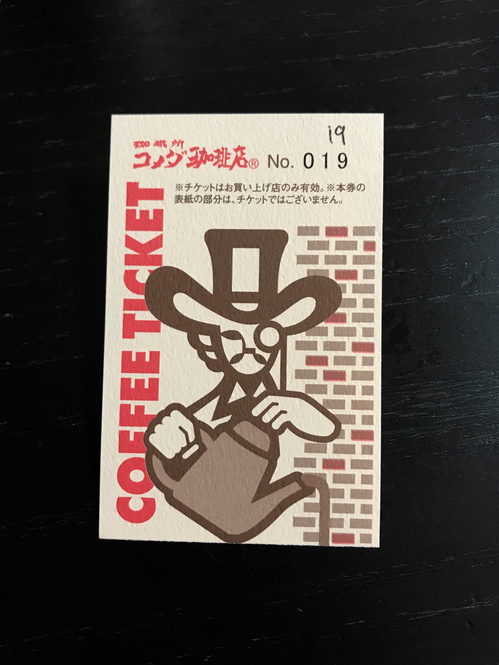 19
珈琲所
コメダ珈琲店® No. 019
※チケットはお買い上げ店のみ有効。※本券の
表紙の部分は、チケットではございません。
COFFEE TICKET